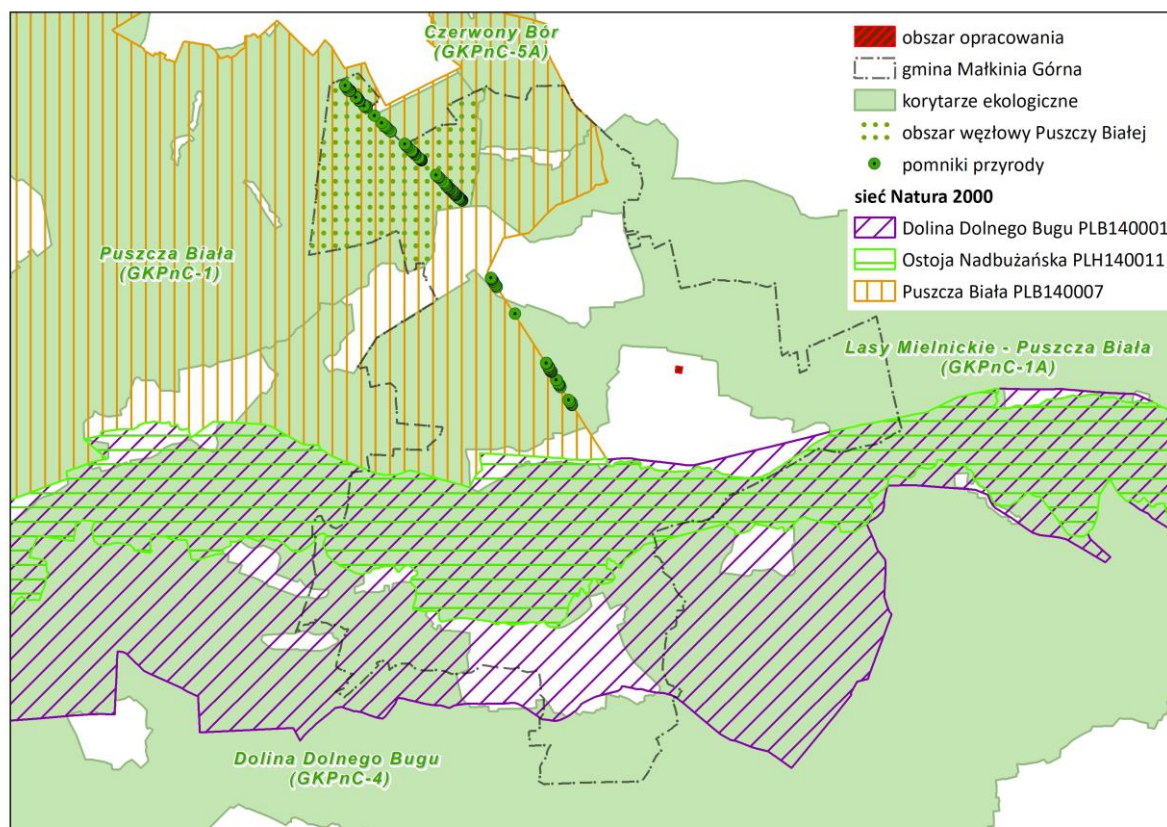 Czerwony Bór
(GKPnC-5A)
obszar opracowania
gmina Małkinia Górna
korytarze ekologiczne
obszar węzłowy Puszczy Białej
pomniki przyrody
sieć Natura 2000
Dolina Dolnego Bugu PLB140001
Ostoja Nadbużańska PLH140011
Puszcza Biała PLB140007
Puszcza Biała
(GKPnC-1)
Lasy Mielnickie - Puszcza Biała
(GKPnC-1A)
Dolina Dolnego Bugu
(GKPnC-4)